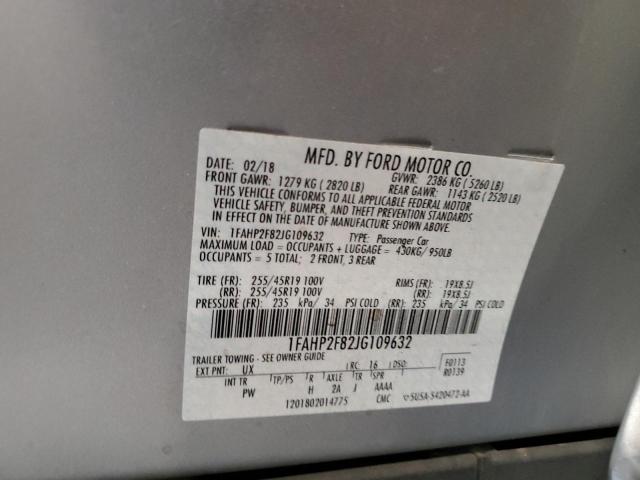 MFD. BY FORD MOTOR CO.
DATE: 02/18 GVWR: 2386 KG ( 5260 LB)
FRONT GAWR: 1279 KG ( 2820 LB) REAR GAWR: 1143 KG ( 2520 LB)
THIS VEHICLE CONFORMS TO ALL APPLICABLE FEDERAL MOTOR
VEHICLE SAFETY, BUMPER, AND THEFT PREVENTION STANDARDS
IN EFFECT ON THE DATE OF MANUFACTURE SHOWN ABOVE.
VIN: 1FAHP2F82JG109632 TYPE: Passenger Car
MAXIMUM LOAD = OCCUPANTS + LUGGAGE = 430KG/ 950LB
OCCUPANTS = 5 TOTAL: 2 FRONT, 3 REAR
TIRE (FR): 255/45R19 100V RIMS (FR): 19X8.5J
(RR): 255/45R19 100V (RR): 19X8.5J
PRESSURE (FR): 235 kPa/ 34 PSI COLD (RR): 235 kPa/ 34 PSI COLD
1FAHP2F82JG109632
TRAILER TOWING - SEE OWNER GUIDE
EXT PNT: UX RC: 16 DSO: F0113
INT TR TP/PS R AXLE TR SPR R0139
PW H 2A J AAAA
1201802014775 CMC 5USA-5420472-AA